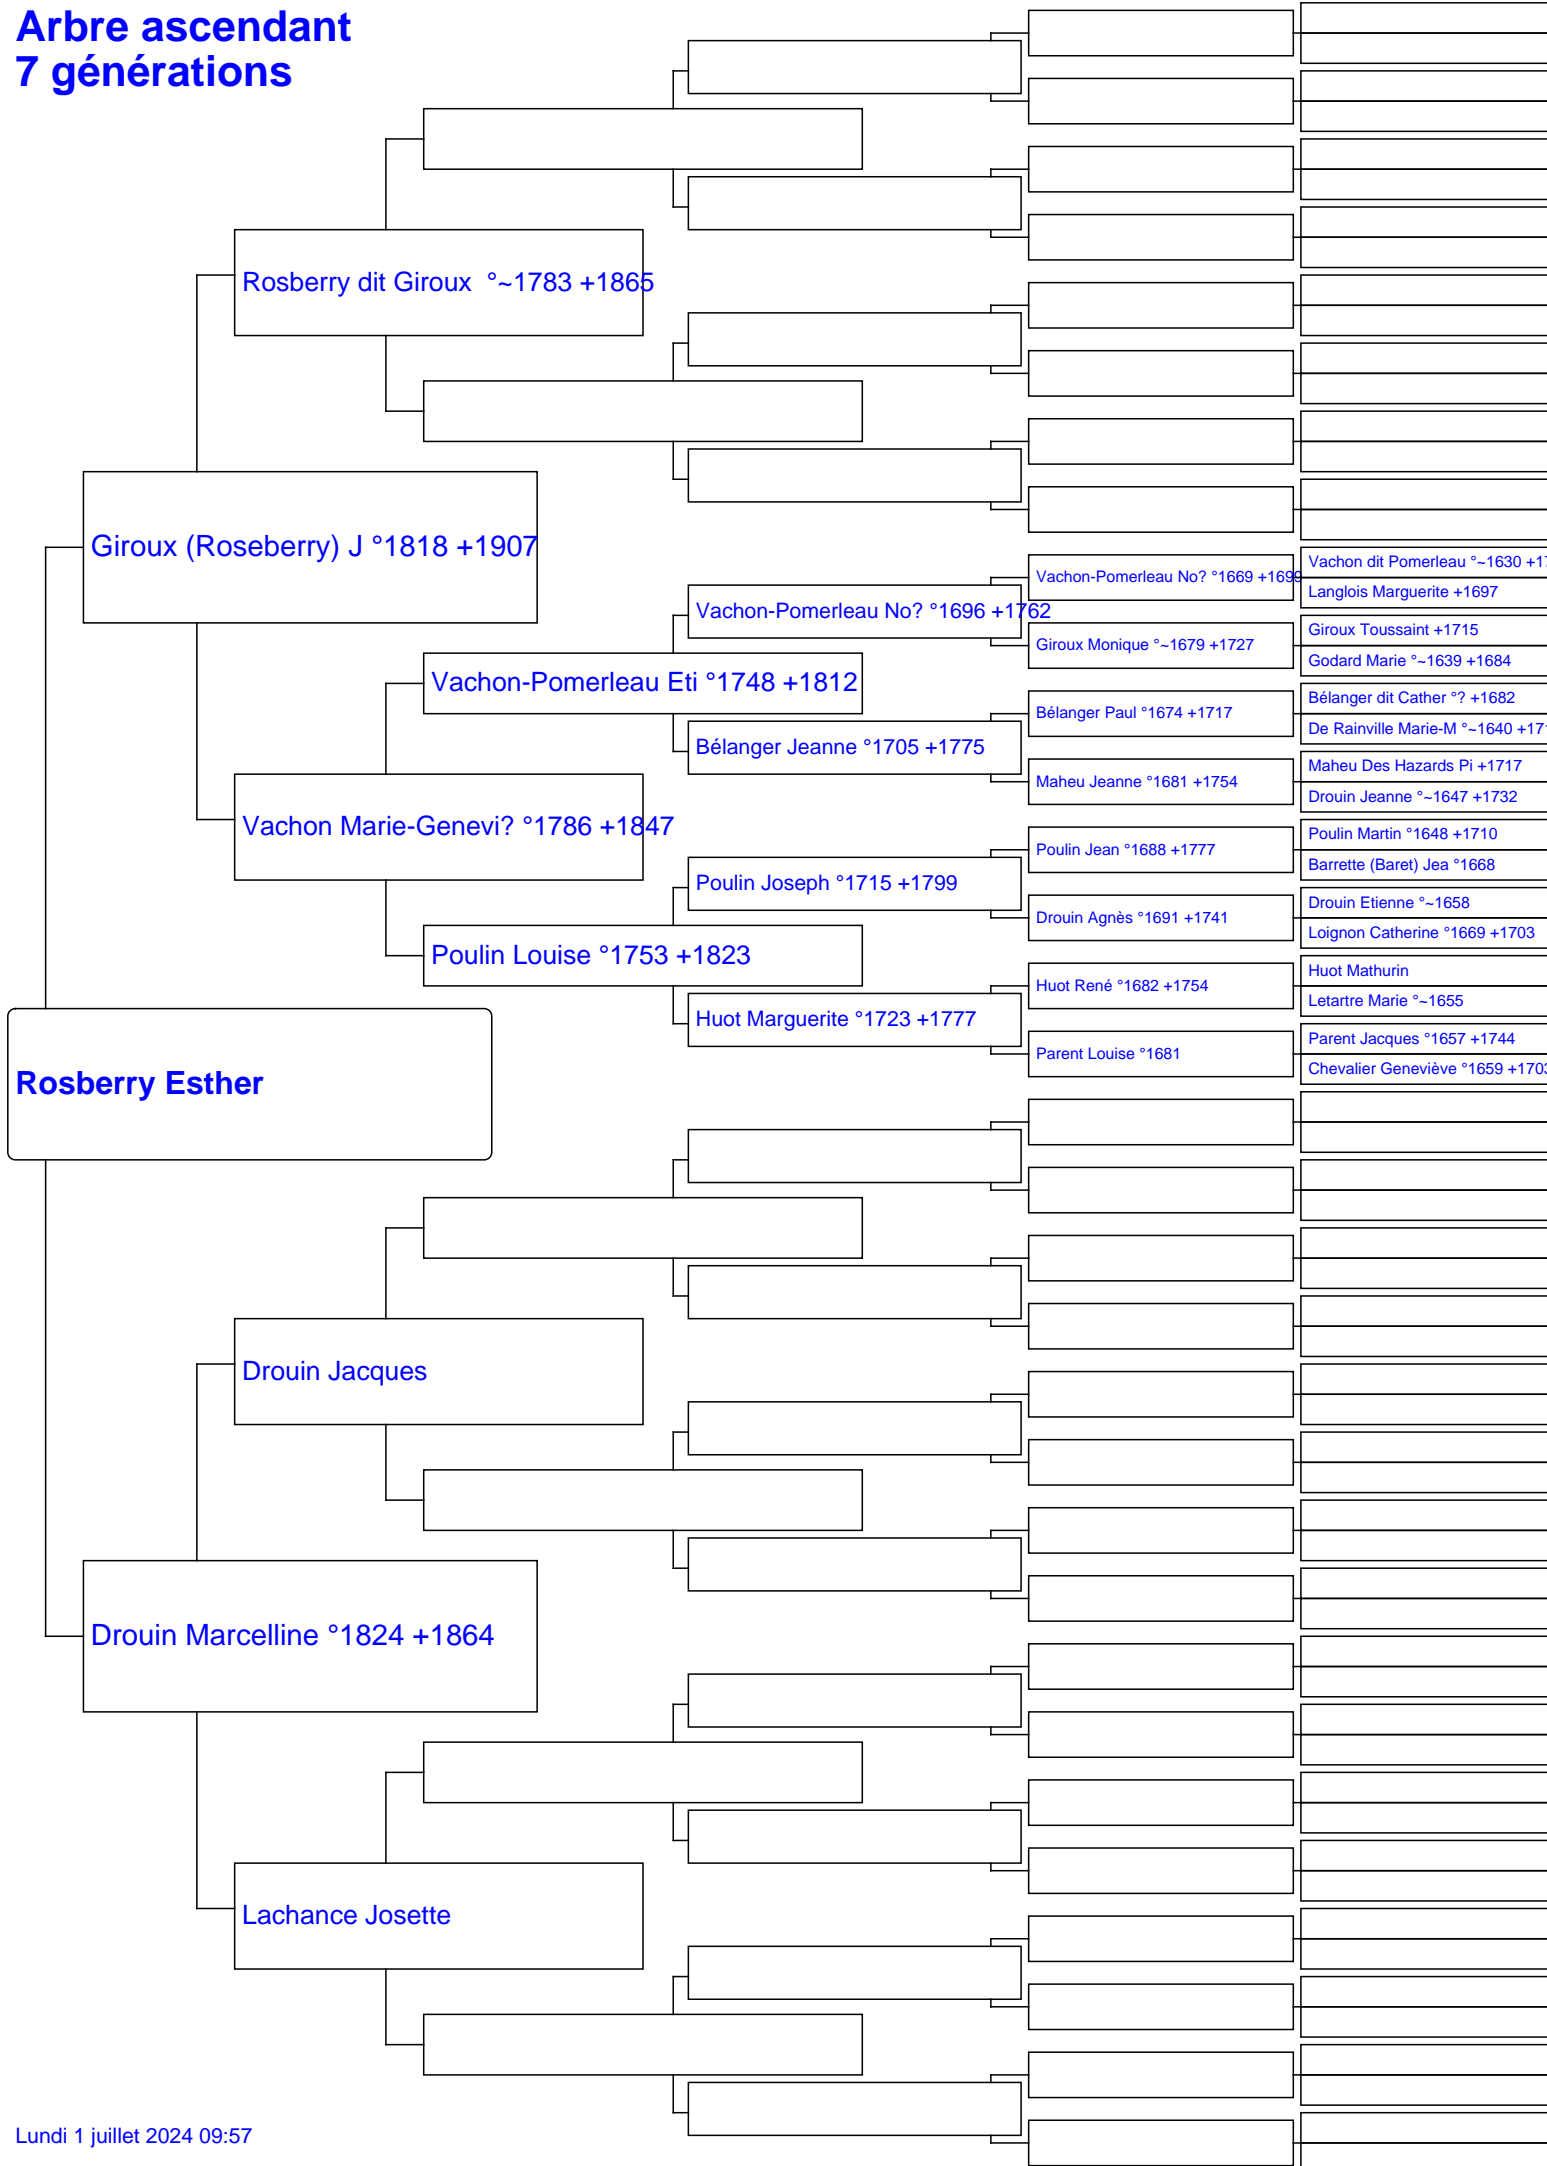 Arbre ascendant
7 générations
Rosberry dit Giroux  °~1783 +1865
Giroux (Roseberry) J °1818 +1907
Vachon-Pomerleau No? °1669 +1699
Vachon dit Pomerleau °~1630 +17
Langlois Marguerite +1697
Vachon-Pomerleau No? °1696 +1762
Giroux Monique °~1679 +1727
Giroux Toussaint +1715
Godard Marie °~1639 +1684
Vachon-Pomerleau Eti °1748 +1812
Bélanger Paul °1674 +1717
Bélanger dit Cather °? +1682
De Rainville Marie-M °~1640 +171
Bélanger Jeanne °1705 +1775
Maheu Jeanne °1681 +1754
Maheu Des Hazards Pi +1717
Drouin Jeanne °~1647 +1732
Vachon Marie-Genevi? °1786 +1847
Poulin Jean °1688 +1777
Poulin Martin °1648 +1710
Barrette (Baret) Jea °1668
Poulin Joseph °1715 +1799
Drouin Agnès °1691 +1741
Drouin Etienne °~1658
Loignon Catherine °1669 +1703
Poulin Louise °1753 +1823
Huot René °1682 +1754
Huot Mathurin
Letartre Marie °~1655
Huot Marguerite °1723 +1777
Parent Louise °1681
Parent Jacques °1657 +1744
Chevalier Geneviève °1659 +1703
Rosberry Esther
Drouin Jacques
Drouin Marcelline °1824 +1864
Lachance Josette
Lundi 1 juillet 2024 09:57